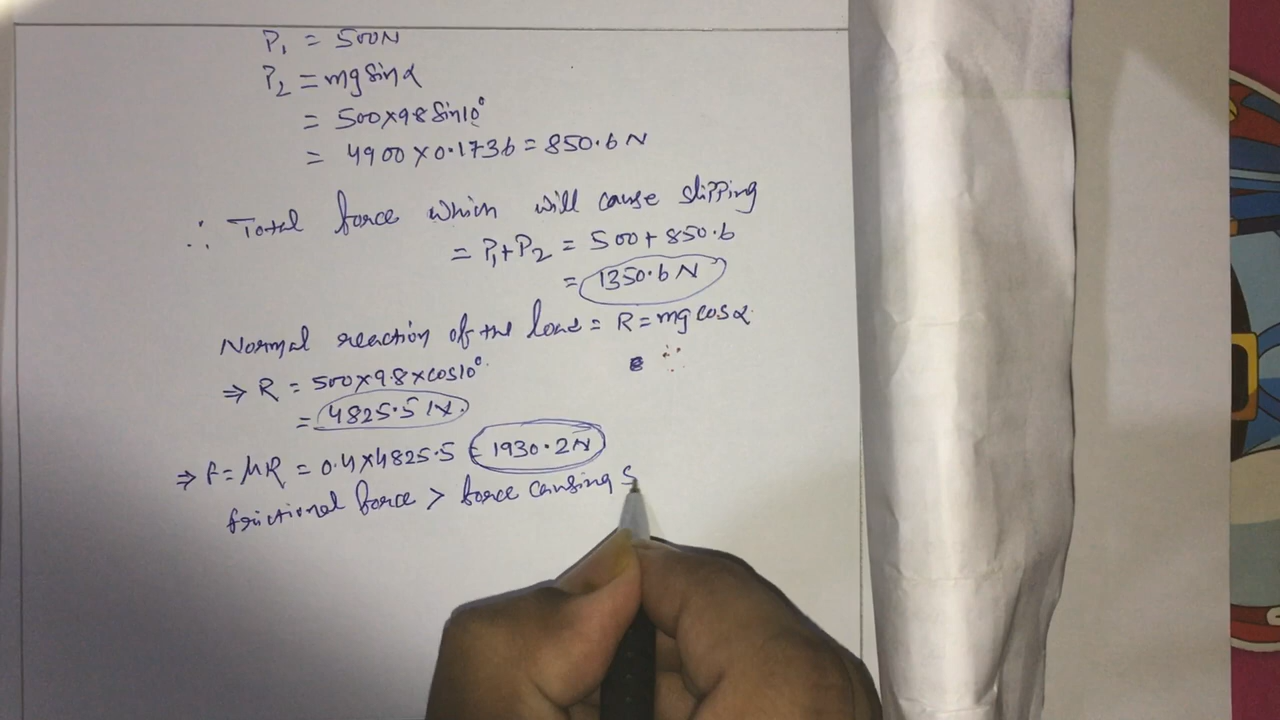 P₁ = 500N
P₂ = mg sinα
= 500×9.8 Sin10°
= 4900×0.1736 = 850.6 N
∴ Total force which will cause slipping
= P₁+P₂ = 500+850.6
= 1350.6 N
Normal reaction of the load = R = mg cosα
⇒ R = 500×9.8×cos10°
= 4825.5 N.
⇒ F = μR = 0.4×4825.5 = 1930.2N
frictional force > force causing S